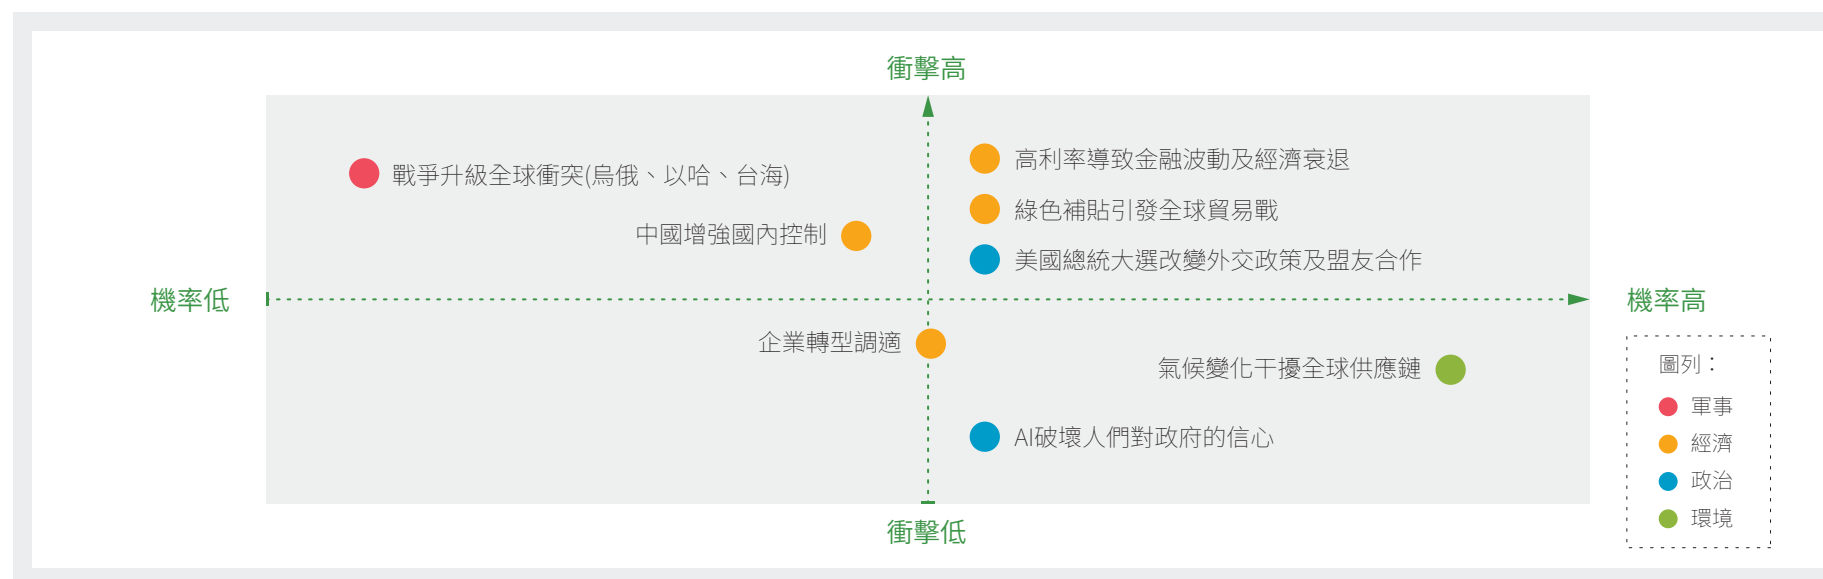 衝擊高
戰爭升級全球衝突(烏俄、以哈、台海)
中國增強國內控制
高利率導致金融波動及經濟衰退
綠色補貼引發全球貿易戰
美國總統大選改變外交政策及盟友合作
機率低
機率高
企業轉型調適
氣候變化干擾全球供應鏈
AI破壞人們對政府的信心
衝擊低
圖列：
軍事
經濟
政治
環境